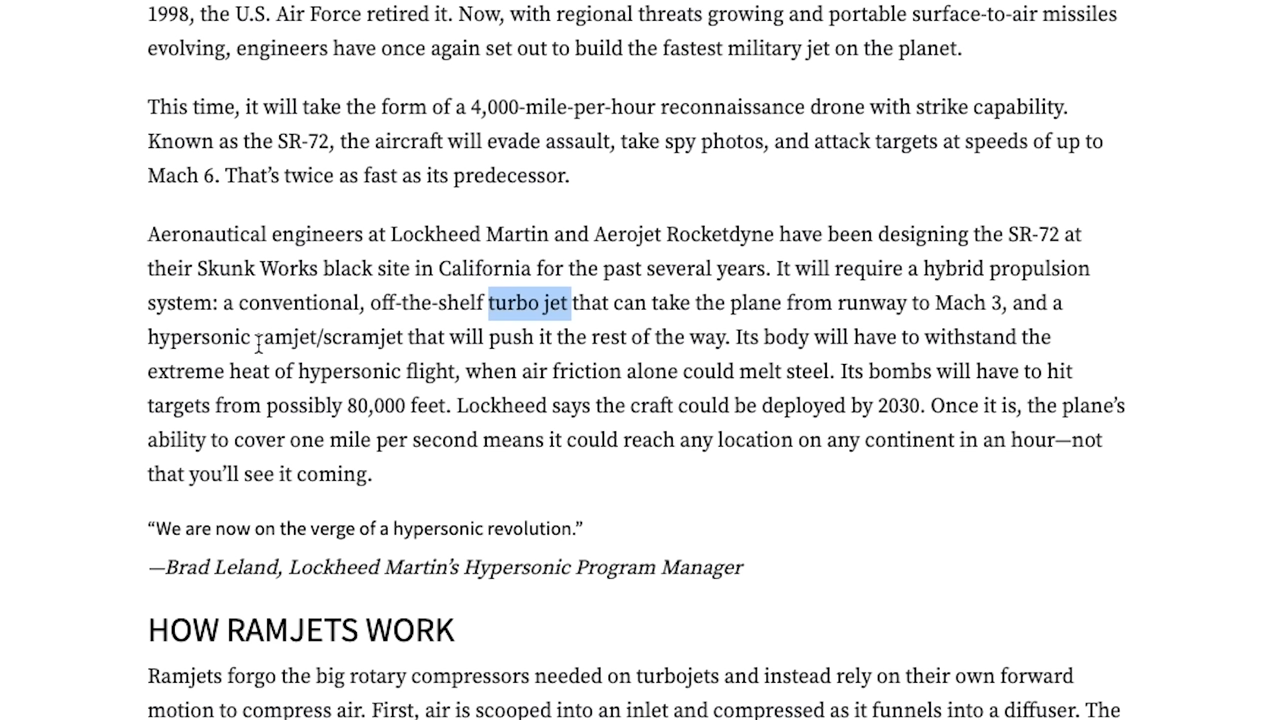 1998, the U.S. Air Force retired it. Now, with regional threats growing and portable surface-to-air missiles
evolving, engineers have once again set out to build the fastest military jet on the planet.
This time, it will take the form of a 4,000-mile-per-hour reconnaissance drone with strike capability.
Known as the SR-72, the aircraft will evade assault, take spy photos, and attack targets at speeds of up to
Mach 6. That’s twice as fast as its predecessor.
Aeronautical engineers at Lockheed Martin and Aerojet Rocketdyne have been designing the SR-72 at
their Skunk Works black site in California for the past several years. It will require a hybrid propulsion
system: a conventional, off-the-shelf turbo jet that can take the plane from runway to Mach 3, and a
hypersonic ramjet/scramjet that will push it the rest of the way. Its body will have to withstand the
extreme heat of hypersonic flight, when air friction alone could melt steel. Its bombs will have to hit
targets from possibly 80,000 feet. Lockheed says the craft could be deployed by 2030. Once it is, the plane’s
ability to cover one mile per second means it could reach any location on any continent in an hour—not
that you’ll see it coming.
“We are now on the verge of a hypersonic revolution.”
—Brad Leland, Lockheed Martin’s Hypersonic Program Manager
HOW RAMJETS WORK
Ramjets forgo the big rotary compressors needed on turbojets and instead rely on their own forward
motion to compress air. First, air is scooped into an inlet and compressed as it funnels into a diffuser. The